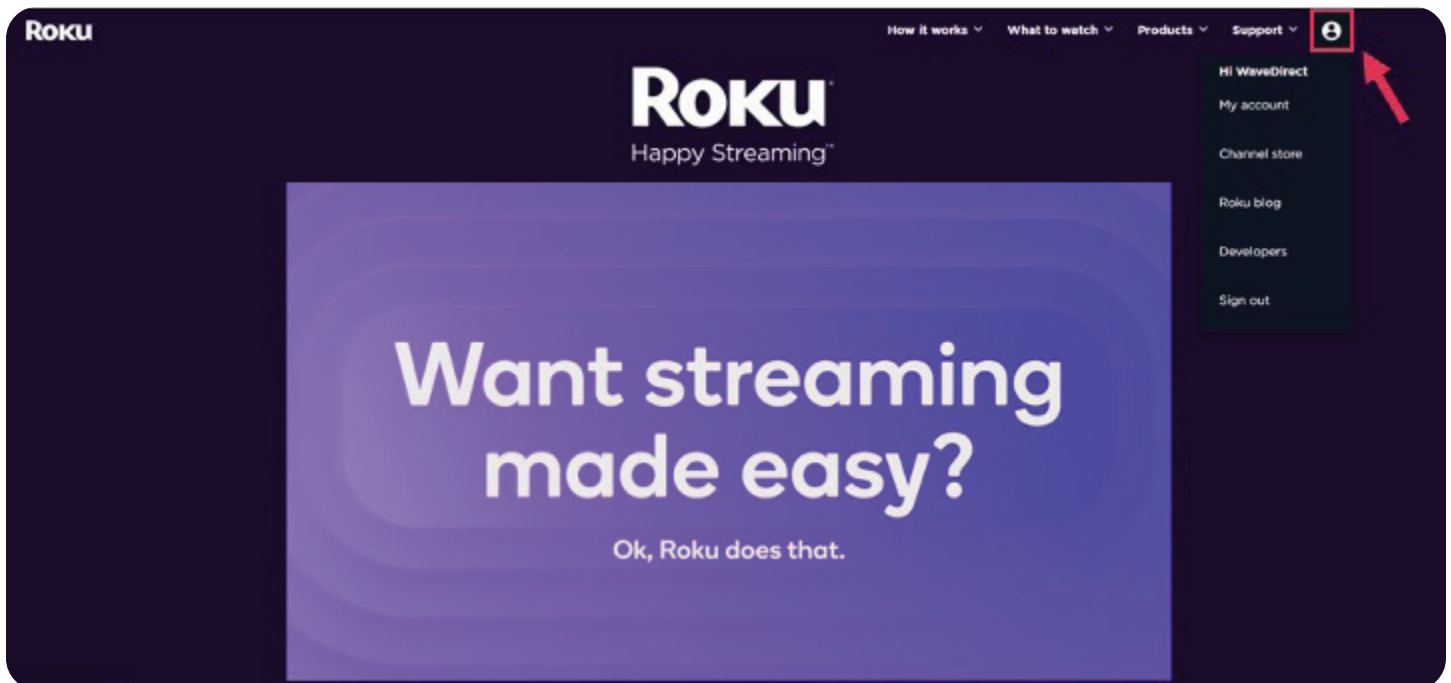 Roku
How it works What to watch Products Support
Hi WaveDirect
My account
Channel store
Roku blog
Developers
Sign out
Roku
Happy Streaming™
Want streaming
made easy?
Ok, Roku does that.